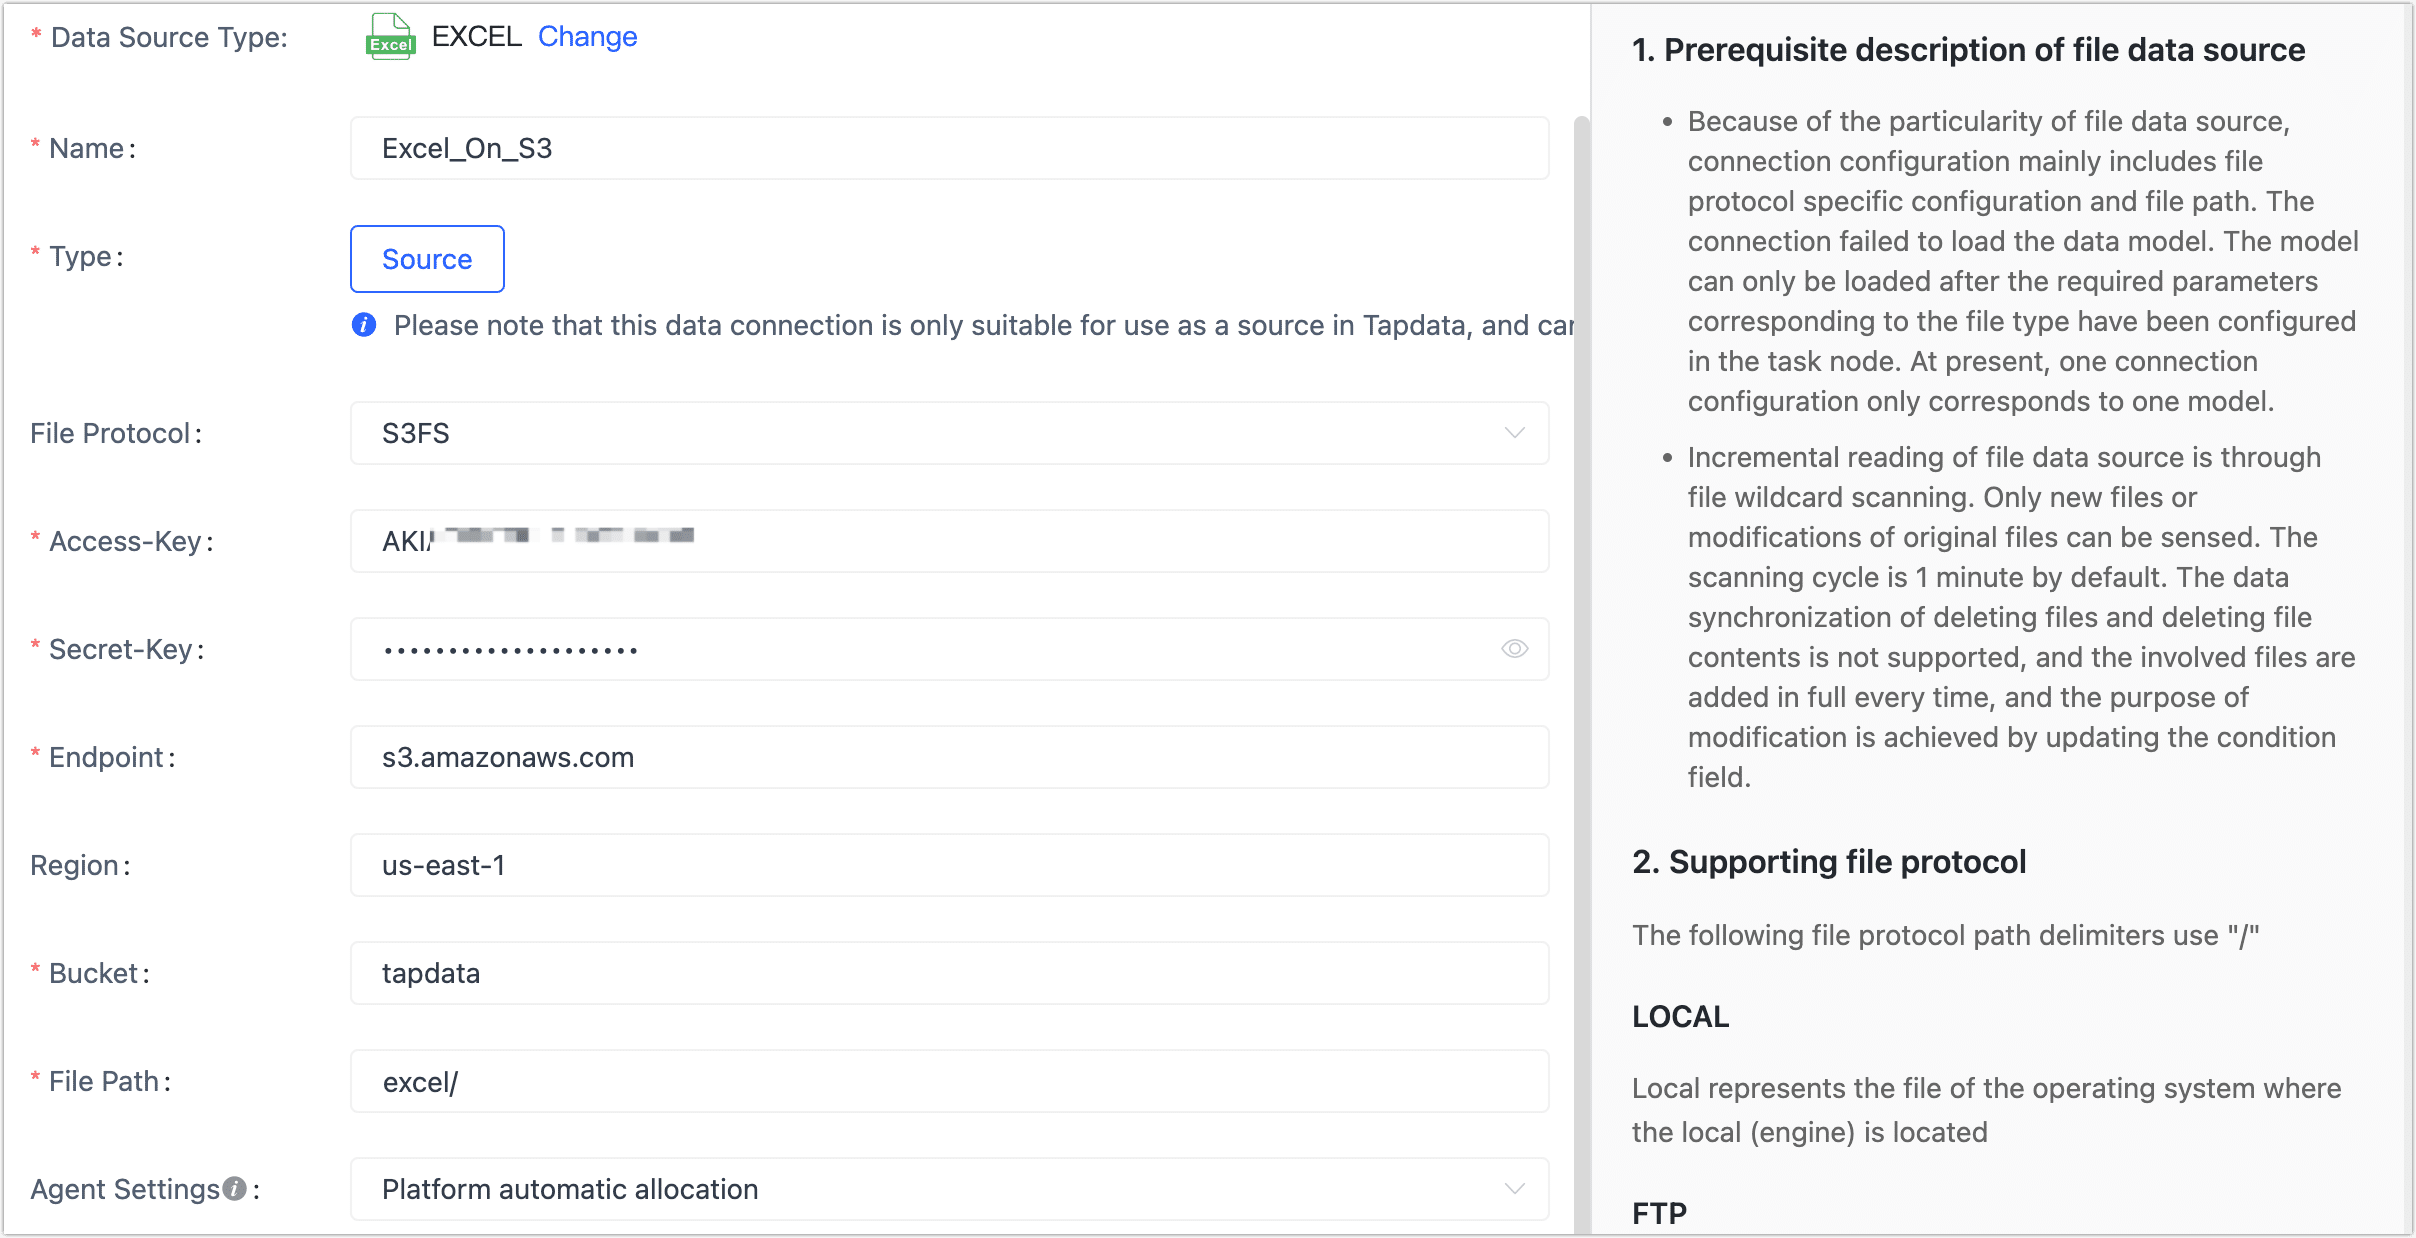 * Data Source Type: Excel EXCEL Change
* Name: Excel_On_S3
* Type: Source
Please note that this data connection is only suitable for use as a source in Tapdata, and
File Protocol: S3FS
* Access-Key: AKI
* Secret-Key: ••••••••••••••••••••
* Endpoint: s3.amazonaws.com
Region: us-east-1
* Bucket: tapdata
* File Path: excel/
Agent Settings: Platform automatic allocation
1. Prerequisite description of file data source
• Because of the particularity of file data source,
connection configuration mainly includes file
protocol specific configuration and file path. The
connection failed to load the data model. The model
can only be loaded after the required parameters
corresponding to the file type have been configured
in the task node. At present, one connection
configuration only corresponds to one model.
• Incremental reading of file data source is through
file wildcard scanning. Only new files or
modifications of original files can be sensed. The
scanning cycle is 1 minute by default. The data
synchronization of deleting files and deleting file
contents is not supported, and the involved files are
added in full every time, and the purpose of
modification is achieved by updating the condition
field.
2. Supporting file protocol
The following file protocol path delimiters use "/"
LOCAL
Local represents the file of the operating system where
the local (engine) is located
FTP